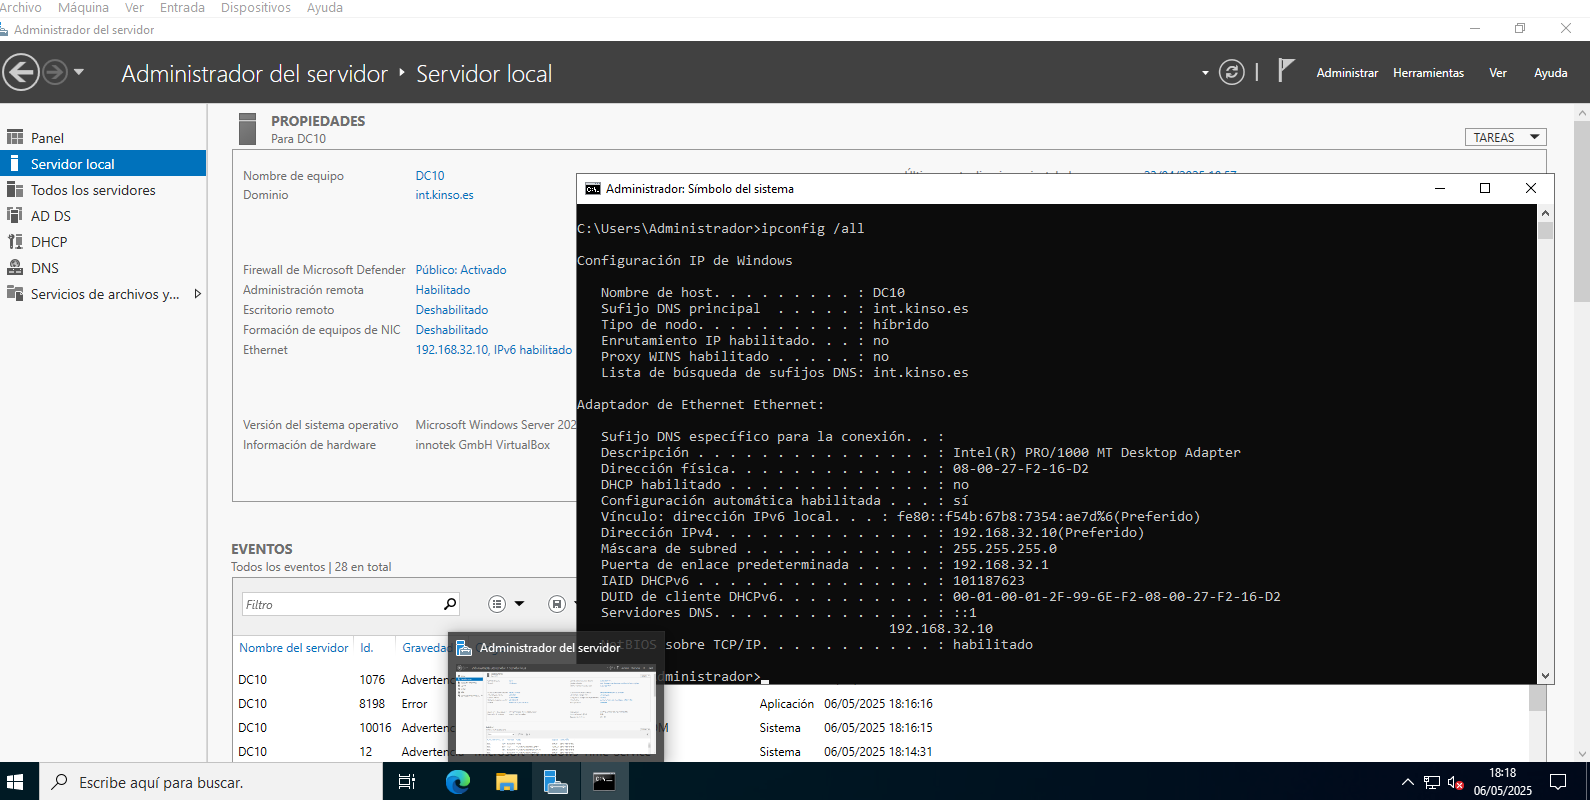 Archivo Máquina Ver Entrada Dispositivos Ayuda
Administrador del servidor
Administrador del servidor ‣ Servidor local
Administrar Herramientas Ver Ayuda
Panel
Servidor local
Todos los servidores
AD DS
DHCP
DNS
Servicios de archivos y...
PROPIEDADES
Para DC10
TAREAS
Nombre de equipo DC10
Dominio int.kinso.es
Firewall de Microsoft Defender Público: Activado
Administración remota Habilitado
Escritorio remoto Deshabilitado
Formación de equipos de NIC Deshabilitado
Ethernet 192.168.32.10, IPv6 habilitado
Versión del sistema operativo Microsoft Windows Server 202
Información de hardware innotek GmbH VirtualBox
Administrador: Símbolo del sistema
C:\Users\Administrador>ipconfig /all
Configuración IP de Windows
Nombre de host. . . . . . . . . : DC10
Sufijo DNS principal . . . . . : int.kinso.es
Tipo de nodo. . . . . . . . . . : híbrido
Enrutamiento IP habilitado. . . : no
Proxy WINS habilitado . . . . . : no
Lista de búsqueda de sufijos DNS: int.kinso.es
Adaptador de Ethernet Ethernet:
Sufijo DNS específico para la conexión. . :
Descripción . . . . . . . . . . . . . . . : Intel(R) PRO/1000 MT Desktop Adapter
Dirección física. . . . . . . . . . . . . : 08-00-27-F2-16-D2
DHCP habilitado . . . . . . . . . . . . . : no
Configuración automática habilitada . . . : sí
Vínculo: dirección IPv6 local. . . : fe80::f54b:67b8:7354:ae7d%6(Preferido)
Dirección IPv4. . . . . . . . . . . . . . : 192.168.32.10(Preferido)
Máscara de subred . . . . . . . . . . . . : 255.255.255.0
Puerta de enlace predeterminada . . . . . : 192.168.32.1
IAID DHCPv6 . . . . . . . . . . . . . . . : 101187623
DUID de cliente DHCPv6. . . . . . . . . . : 00-01-00-01-2F-99-6E-F2-08-00-27-F2-16-D2
Servidores DNS. . . . . . . . . . . . . . : ::1
192.168.32.10
sobre TCP/IP. . . . . . . . . . . : habilitado
ministrador>
EVENTOS
Todos los eventos | 28 en total
Filtro
Nombre del servidor Id. Gravedad
DC10 1076 Adverten
DC10 8198 Error Aplicación 06/05/2025 18:16:16
DC10 10016 Adverten Sistema 06/05/2025 18:16:15
DC10 12 Sistema 06/05/2025 18:14:31
Administrador del servidor
Escribe aquí para buscar.
18:18
06/05/2025